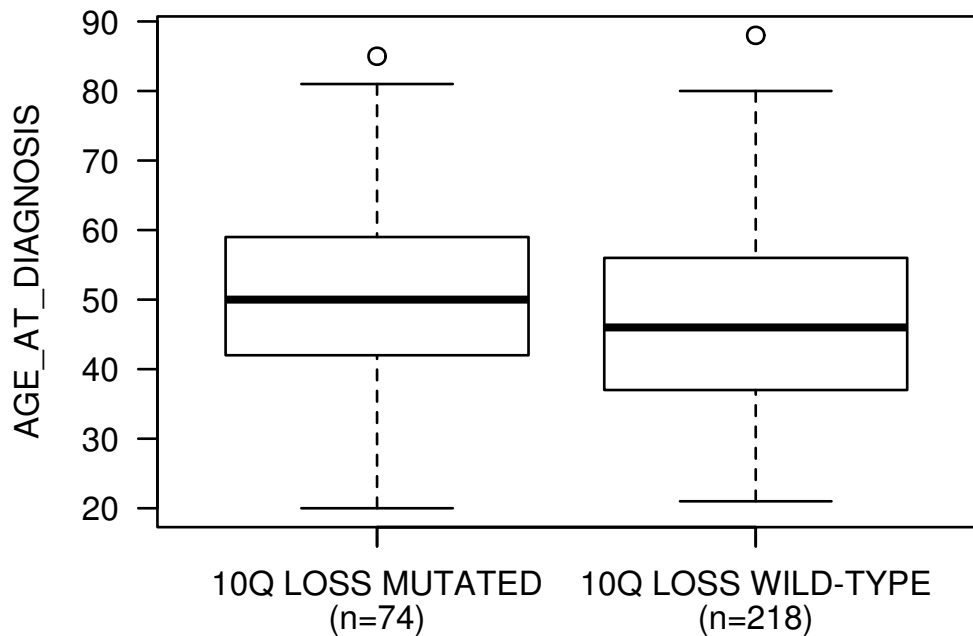 AGE_AT_DIAGNOSIS
90
80
70
60
50
40
30
20
10Q LOSS MUTATED
(n=74)
10Q LOSS WILD-TYPE
(n=218)